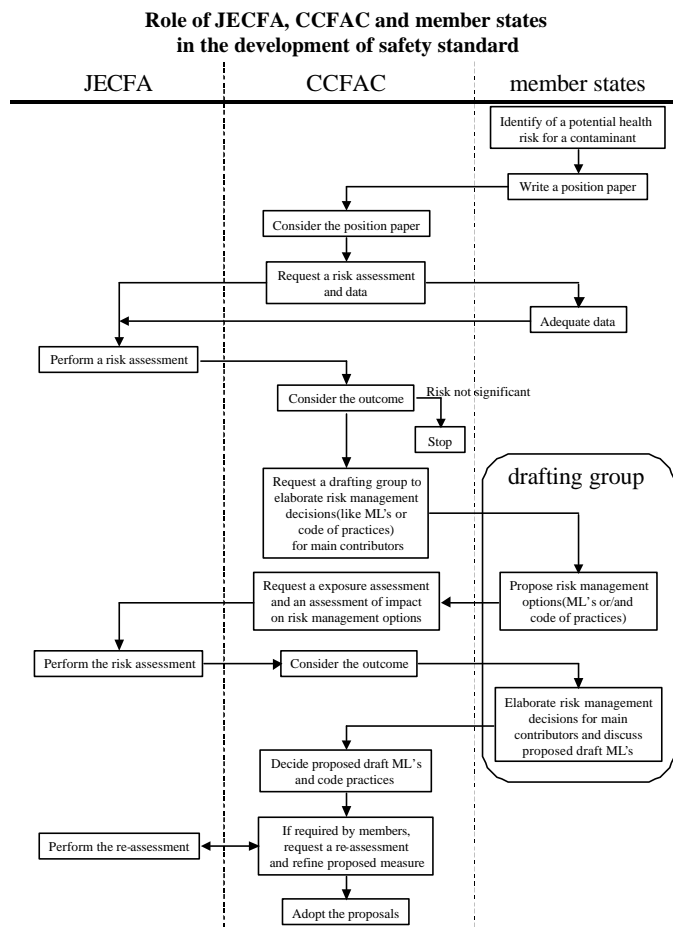 Role of JECFA, CCFAC and member states
in the development of safety standard
JECFA
CCFAC
member states
Identify of a potential health
risk for a contaminant
Write a position paper
Consider the position paper
Request a risk assessment
and data
Adequate data
Perform a risk assessment
Consider the outcome
Risk not significant
Stop
drafting group
Request a drafting group to
elaborate risk management
decisions(like ML's or
code of practices)
for main contributors
Propose risk management
options(ML's or/and
code of practices)
Request a exposure assessment
and an assessment of impact
on risk management options
Perform the risk assessment
Consider the outcome
Elaborate risk management
decisions for main
contributors and discuss
proposed draft ML's
Decide proposed draft ML's
and code practices
If required by members,
request a re-assessment
and refine proposed measure
Perform the re-assessment
Adopt the proposals